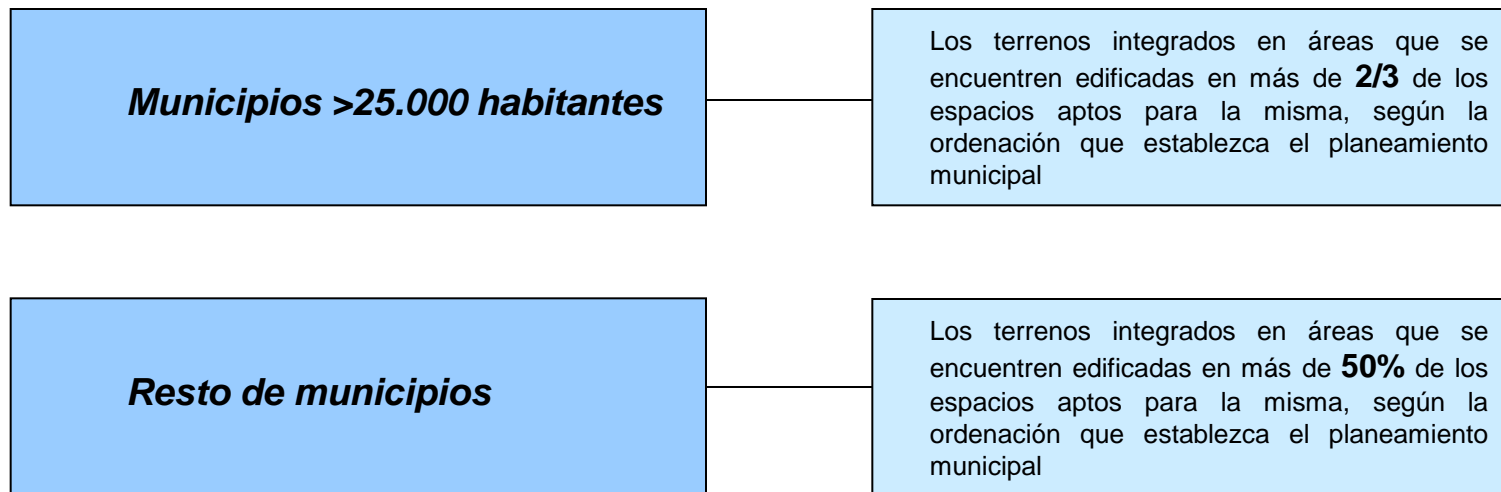 Municipios >25.000 habitantes
Los terrenos integrados en áreas que se
encuentren edificadas en más de 2/3 de los
espacios aptos para la misma, según la
ordenación que establezca el planeamiento
municipal
Resto de municipios
Los terrenos integrados en áreas que se
encuentren edificadas en más de 50% de los
espacios aptos para la misma, según la
ordenación que establezca el planeamiento
municipal